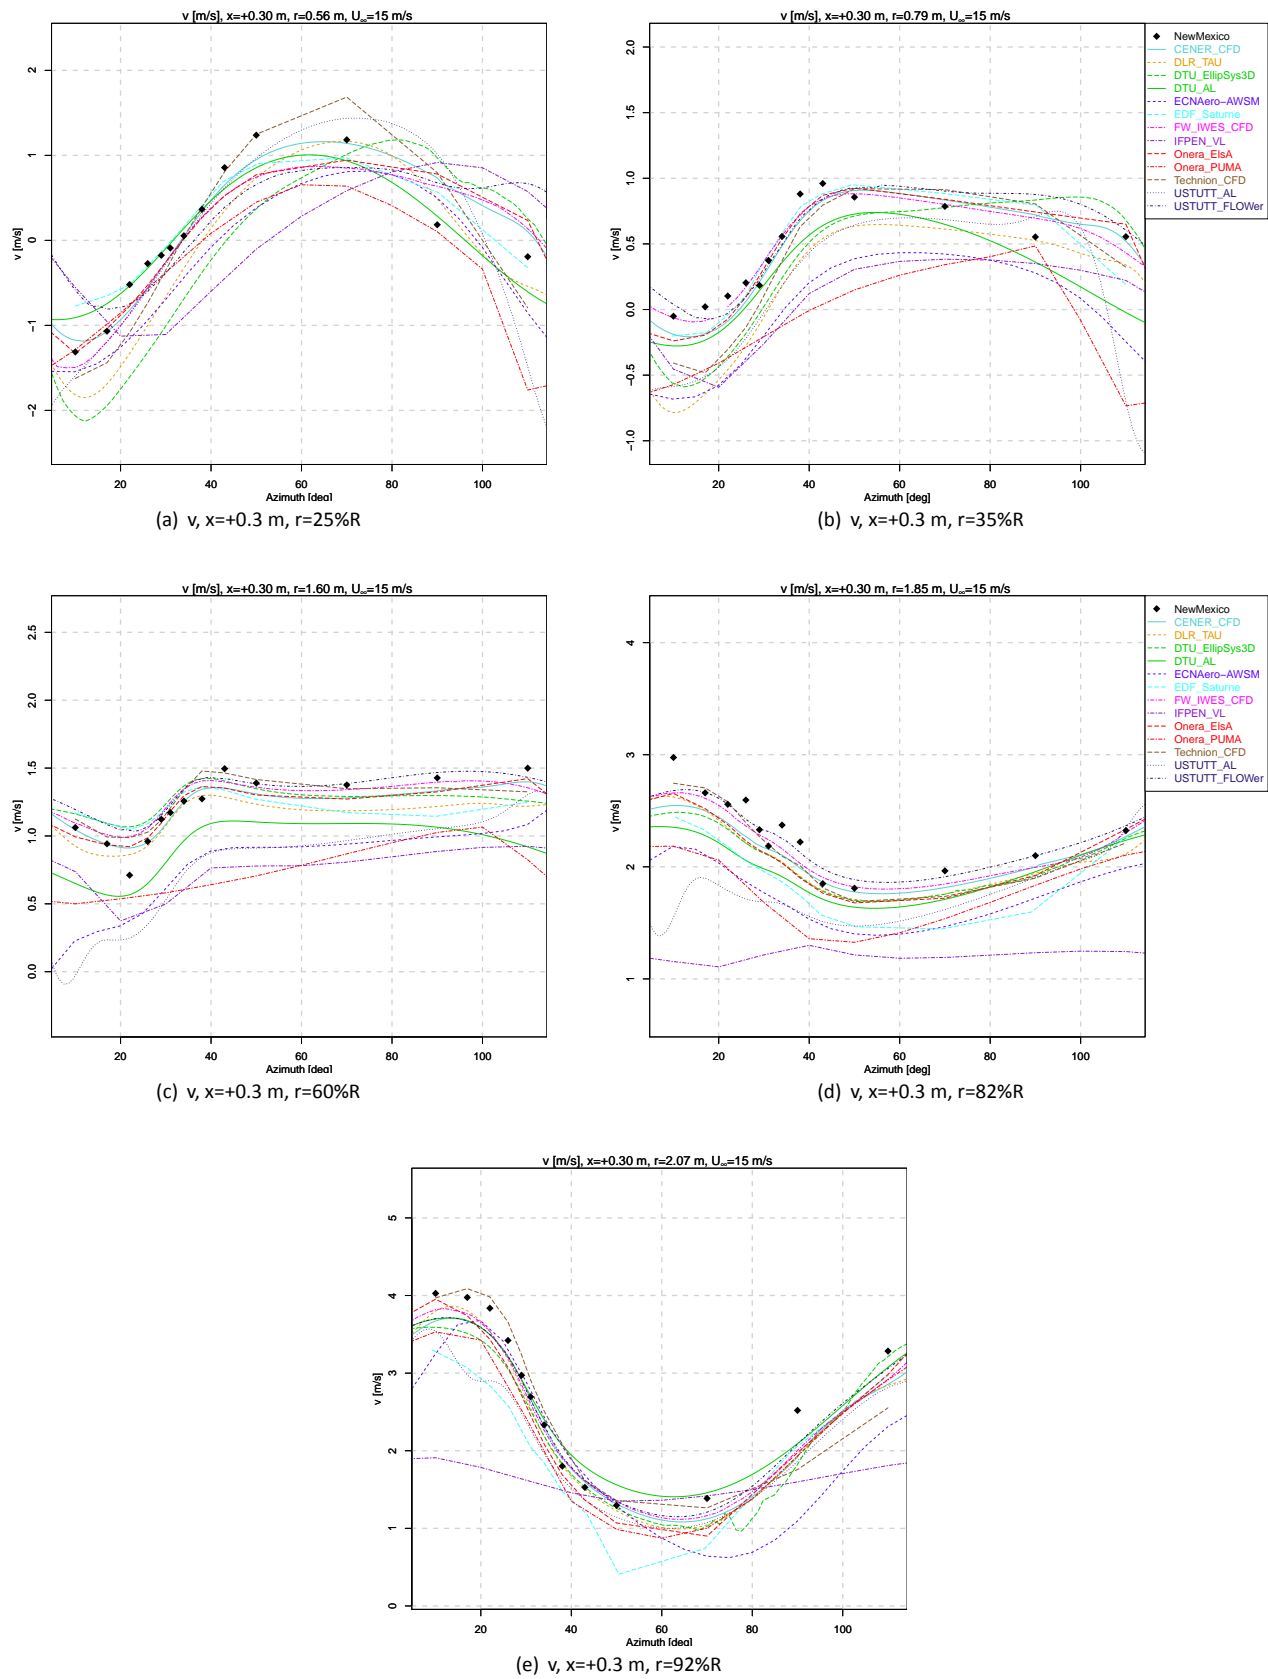 v [m/s], x=+0.30 m, r=0.56 m, U∞=15 m/s
v [m/s]
2
1
0
−1
−2
20
40
60
80
100
Azimuth [deg]
(a) v, x=+0.3 m, r=25%R
v [m/s], x=+0.30 m, r=0.79 m, U∞=15 m/s
v [m/s]
2.0
1.5
1.0
0.5
0.0
−0.5
−1.0
20
40
60
80
100
Azimuth [deg]
NewMexico
CENER_CFD
DLR_TAU
DTU_EllipSys3D
DTU_AL
ECNAero−AWSM
EDF_Saturne
FW_IWES_CFD
IFPEN_VL
Onera_ElsA
Onera_PUMA
Technion_CFD
USTUTT_AL
USTUTT_FLOWer
(b) v, x=+0.3 m, r=35%R
v [m/s], x=+0.30 m, r=1.60 m, U∞=15 m/s
v [m/s]
2.5
2.0
1.5
1.0
0.5
0.0
20
40
60
80
100
Azimuth [deg]
(c) v, x=+0.3 m, r=60%R
v [m/s], x=+0.30 m, r=1.85 m, U∞=15 m/s
v [m/s]
4
3
2
1
20
40
60
80
100
Azimuth [deg]
NewMexico
CENER_CFD
DLR_TAU
DTU_EllipSys3D
DTU_AL
ECNAero−AWSM
EDF_Saturne
FW_IWES_CFD
IFPEN_VL
Onera_ElsA
Onera_PUMA
Technion_CFD
USTUTT_AL
USTUTT_FLOWer
(d) v, x=+0.3 m, r=82%R
v [m/s], x=+0.30 m, r=2.07 m, U∞=15 m/s
v [m/s]
5
4
3
2
1
0
20
40
60
80
100
Azimuth [deg]
(e) v, x=+0.3 m, r=92%R